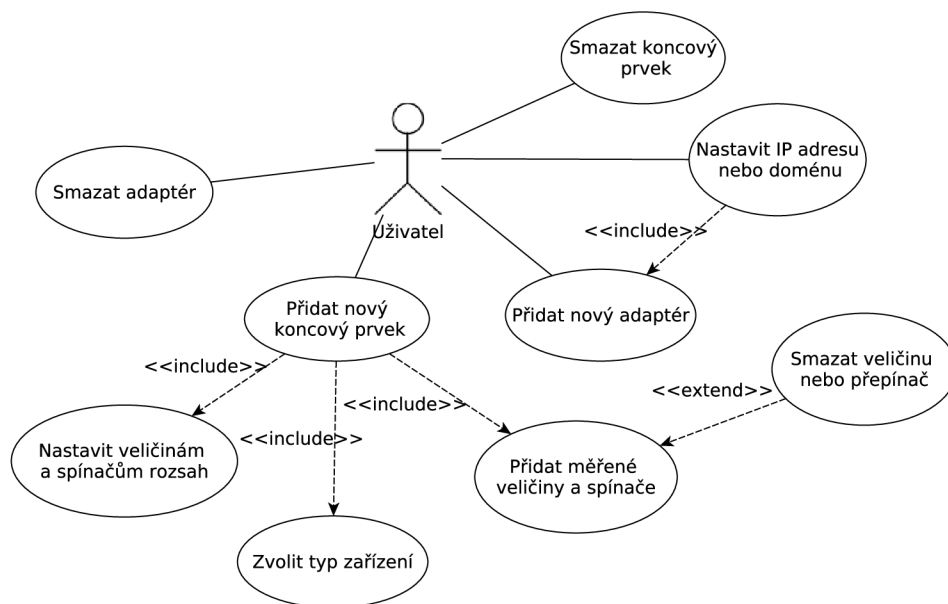 Smazat koncový
prvek
Nastavit IP adresu
nebo doménu
Smazat adaptér
Uživatel
<<include>>
Přidat nový
koncový prvek
Přidat nový adaptér
Smazat veličinu
nebo přepínač
<<include>>
<<include>>
<<include>>
<<extend>>
Nastavit veličinám
a spínačům rozsah
Přidat měřené
veličiny a spínače
Zvolit typ zařízení